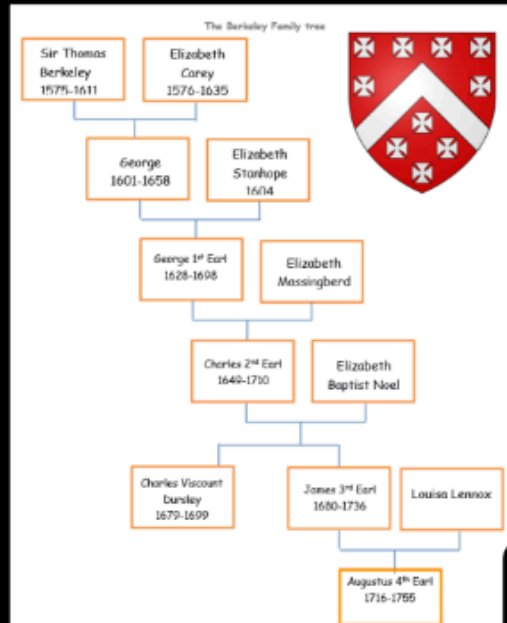 The Berkeley Family tree
Sir Thomas
Berkeley
1575-1611
Elizabeth
Carey
1576-1635
George
1601-1658
Elizabeth
Stanhope
1604
George 1st Earl
1628-1698
Elizabeth
Massingberd
Charles 2nd Earl
1649-1710
Elizabeth
Baptist Noel
Charles Viscount
Dursley
1679-1699
James 3rd Earl
1680-1736
Louisa Lennox
Augustus 4th Earl
1716-1755